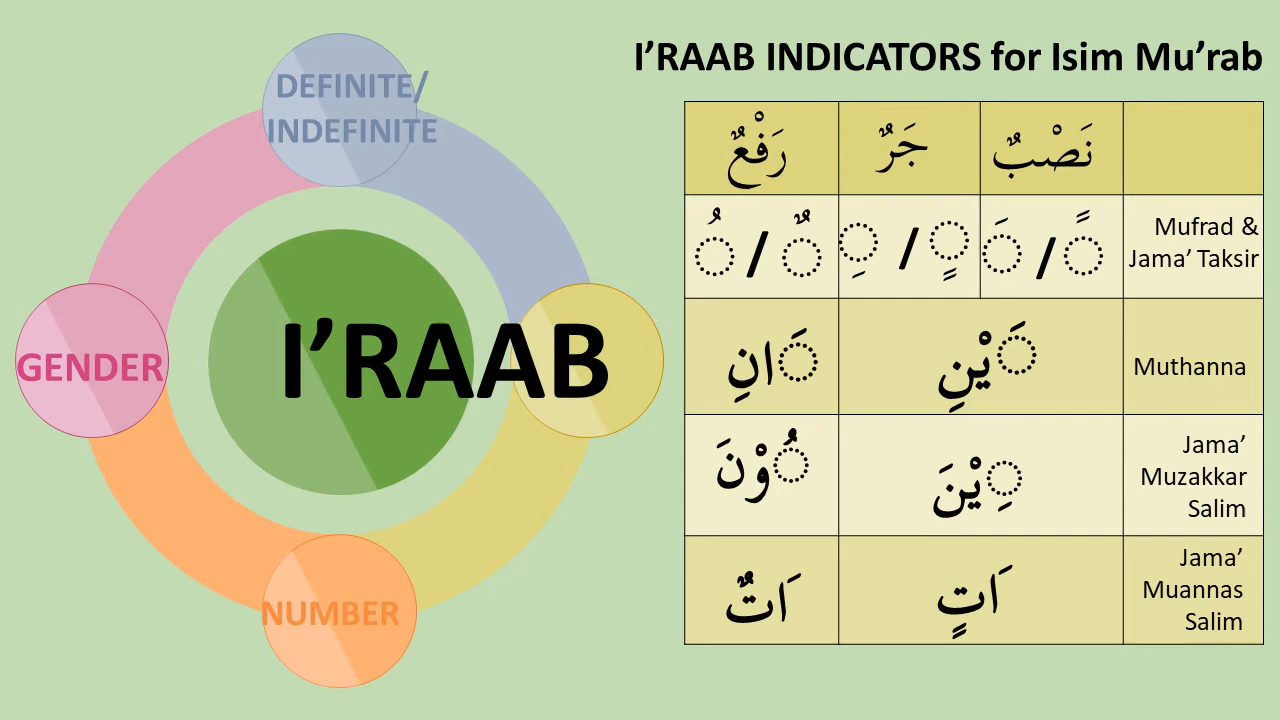 DEFINITE/
INDEFINITE
GENDER
I’RAAB
NUMBER
I’RAAB INDICATORS for Isim Mu’rab
رَفْعٌ جَرٌ نَصْبٌ
◌ُ / ◌ٌ ◌ِ / ◌ٍ ◌َ / ◌ً Mufrad &
Jama’ Taksir
◌َانِ ◌َيْنِ Muthanna
◌ُوْنَ ◌ِيْنَ Jama’
Muzakkar
Salim
َاتٌ َاتٍ Jama’
Muannas
Salim